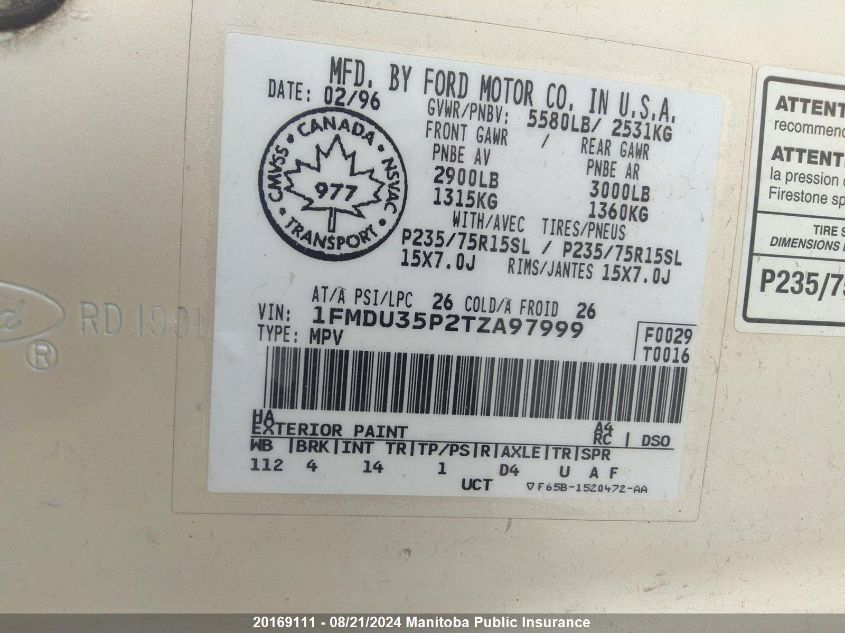 MFD. BY FORD MOTOR CO. IN U.S.A.
DATE: 02/96
GVWR/PNBV: 5580LB/ 2531KG
FRONT GAWR / REAR GAWR
PNBE AV PNBE AR
2900LB 3000LB
1315KG 1360KG
WITH/AVEC TIRES/PNEUS
P235/75R15SL / P235/75R15SL
15X7.0J RIMS/JANTES 15X7.0J
AT/A PSI/LPC 26 COLD/A FROID 26
CANADA
CMVSS NSVAC
977
TRANSPORT
VIN: 1FMDU35P2TZA97999
TYPE: MPV
F0029
T0016
HA A4
EXTERIOR PAINT RC | DSO
WB |BRK|INT TR|TP/PS|R|AXLE|TR|SPR
112 4 14 1 D4 U A F
UCT F65B-1520472-AA
RD 19
®
ATTENT
recommen
ATTENT
la pression
Firestone sp
TIRE S
DIMENSIONS
P235/75
20169111 - 08/21/2024 Manitoba Public Insurance